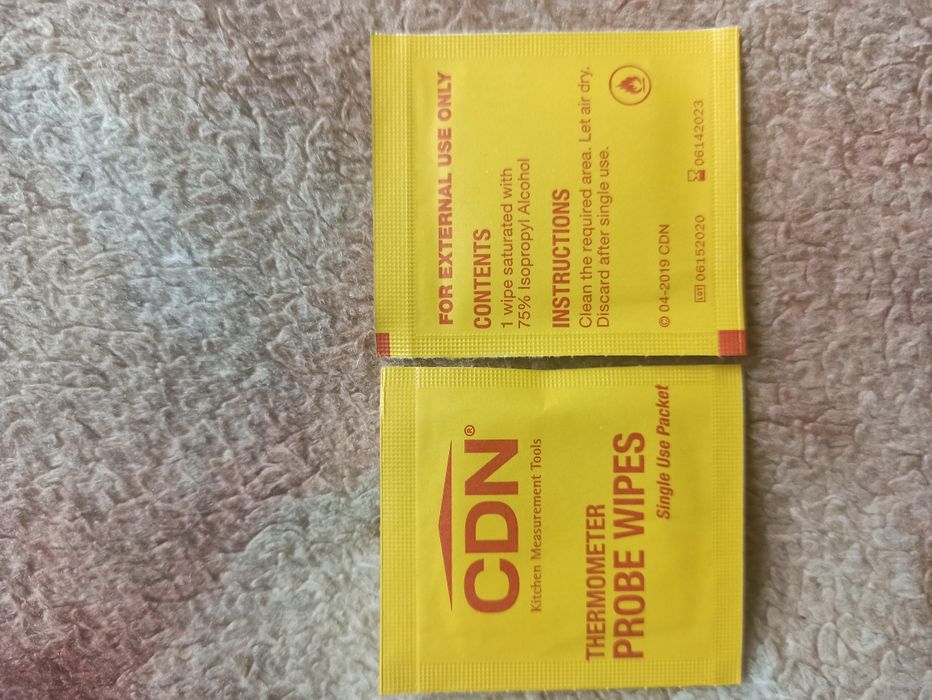 CDN®
Kitchen Measurement Tools
THERMOMETER
PROBE WIPES
Single Use Packet
FOR EXTERNAL USE ONLY
CONTENTS
1 wipe saturated with
75% Isopropyl Alcohol
INSTRUCTIONS
Clean the required area. Let air dry.
Discard after single use.
© 04-2019 CDN
LOT 06152020 06142023